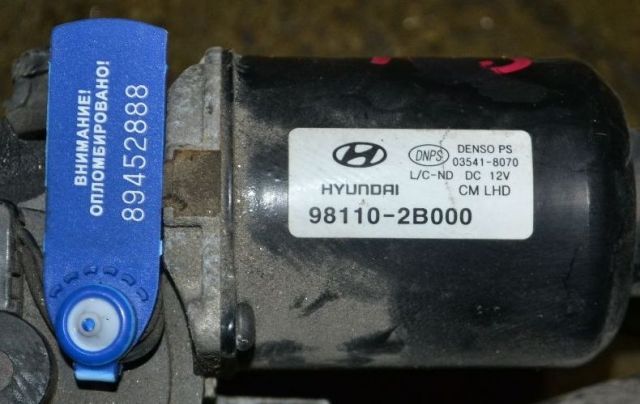 ВНИМАНИЕ!
ОПЛОМБИРОВАНО!
89452888
HYUNDAI
DNPS
DENSO PS
03541-8070
L/C-ND DC 12V
CM LHD
98110-2B000